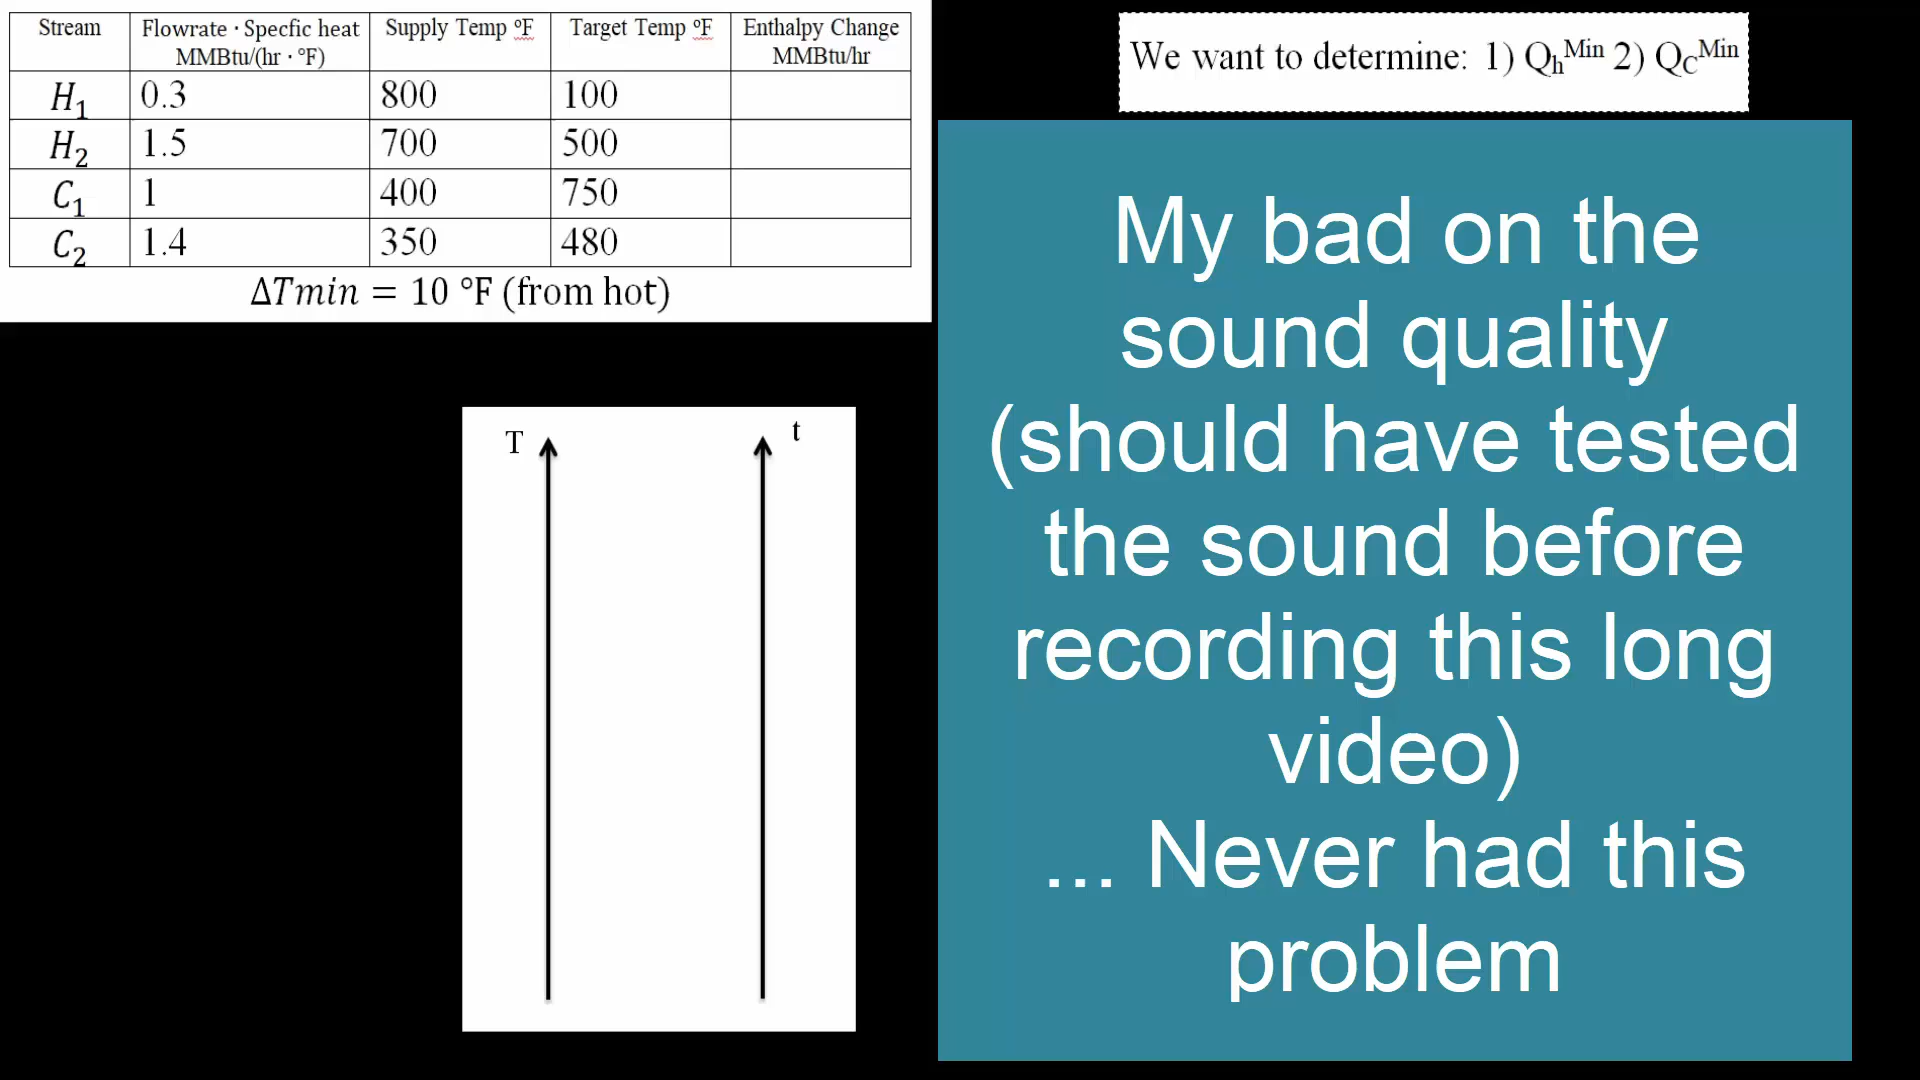 Stream Flowrate · Specfic heat MMBtu/(hr · °F) Supply Temp °F Target Temp °F Enthalpy Change MMBtu/hr
H₁ 0.3 800 100
H₂ 1.5 700 500
C₁ 1 400 750
C₂ 1.4 350 480
ΔTmin = 10 °F (from hot)
We want to determine: 1) Qₕᴹⁱⁿ 2) Q_Cᴹⁱⁿ
T t
My bad on the
sound quality
(should have tested
the sound before
recording this long
video)
... Never had this
problem